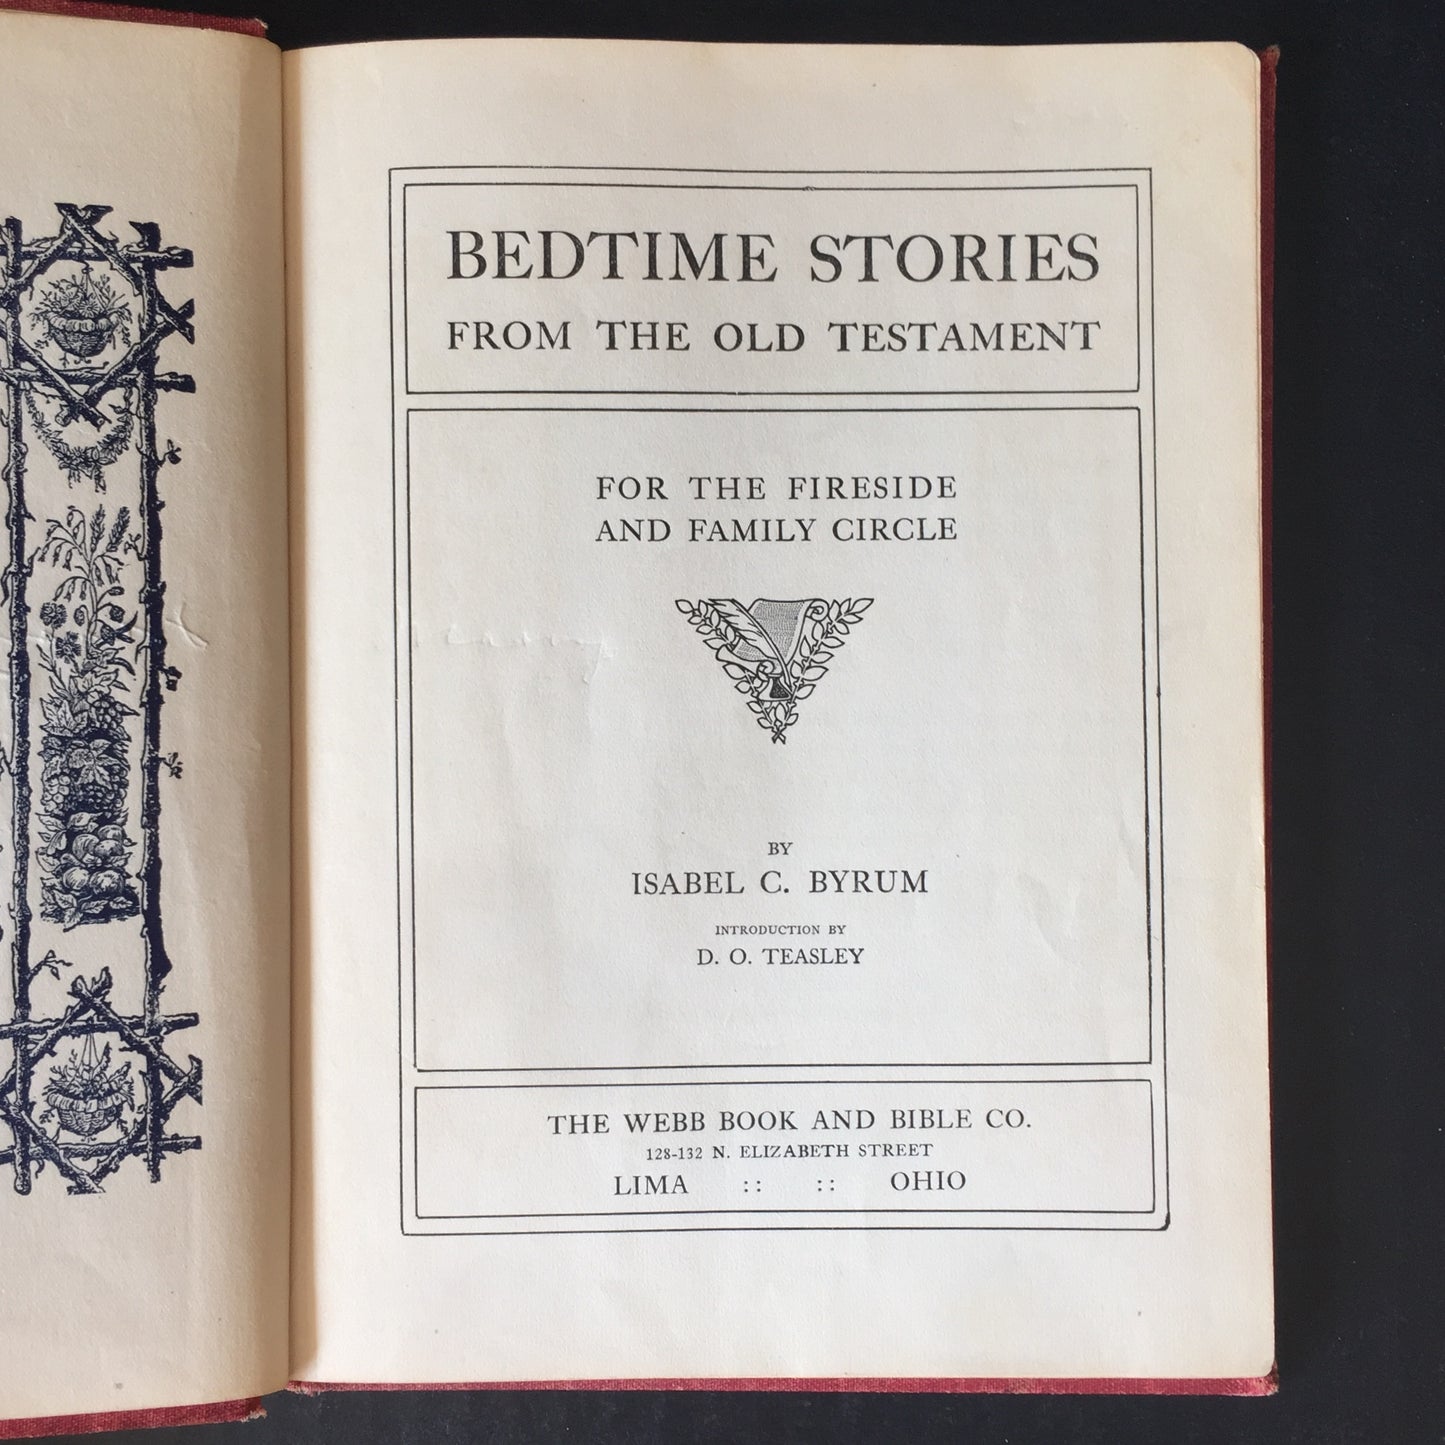 BEDTIME STORIES
FROM THE OLD TESTAMENT
FOR THE FIRESIDE
AND FAMILY CIRCLE
BY
ISABEL C. BYRUM
INTRODUCTION BY
D. O. TEASLEY
THE WEBB BOOK AND BIBLE CO.
128-132 N. ELIZABETH STREET
LIMA :: :: OHIO